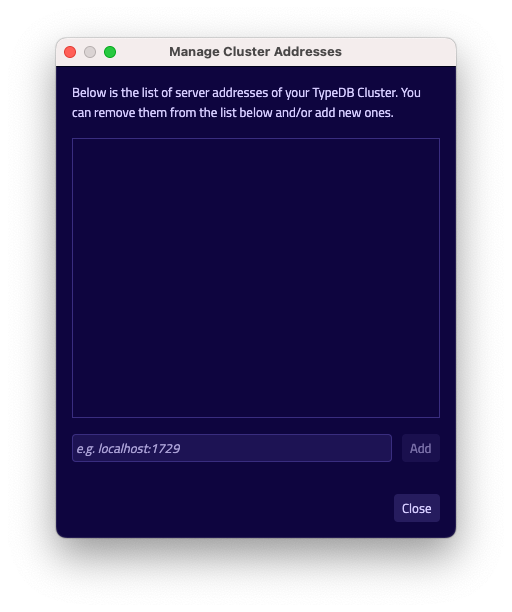 Manage Cluster Addresses
Below is the list of server addresses of your TypeDB Cluster. You
can remove them from the list below and/or add new ones.
e.g. localhost:1729
Add
Close